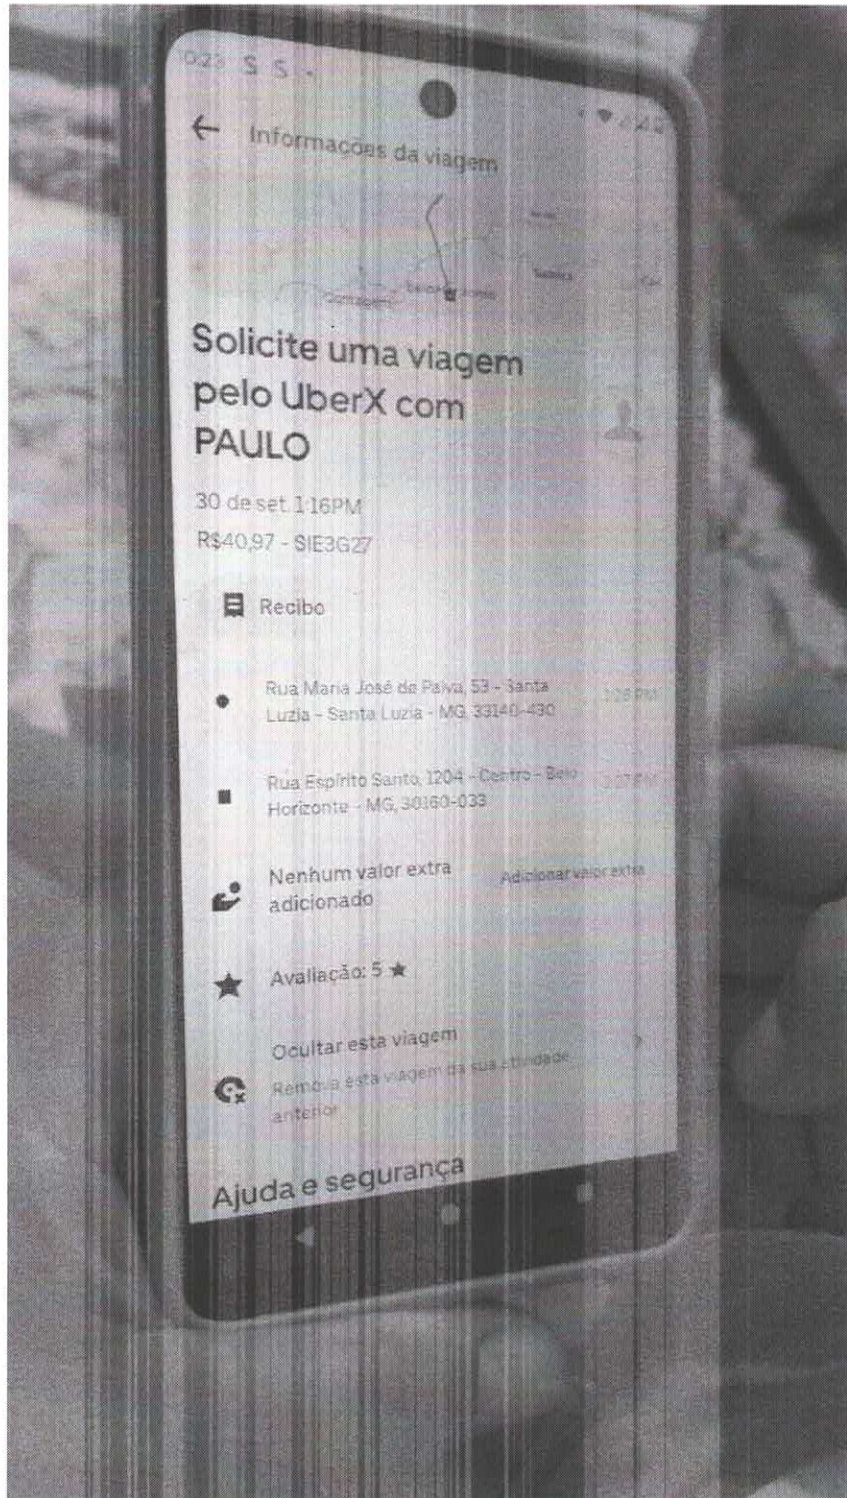 S S
Informações da viagem
Contagem
Sabará
Solicite uma viagem
pelo UberX com
PAULO
30 de set. 1:16PM
R$40,97 - SIE3G27
Recibo
Rua Maria José de Paiva, 53 - Santa
Luzia - Santa Luzia - MG, 33140-430
Rua Espírito Santo, 1204 - Centro - Belo
Horizonte - MG, 30160-033
Nenhum valor extra
adicionado
Adicionar valor extra
Avaliação: 5 ★
Ocultar esta viagem
Remova esta viagem da sua atividade
anterior
Ajuda e segurança